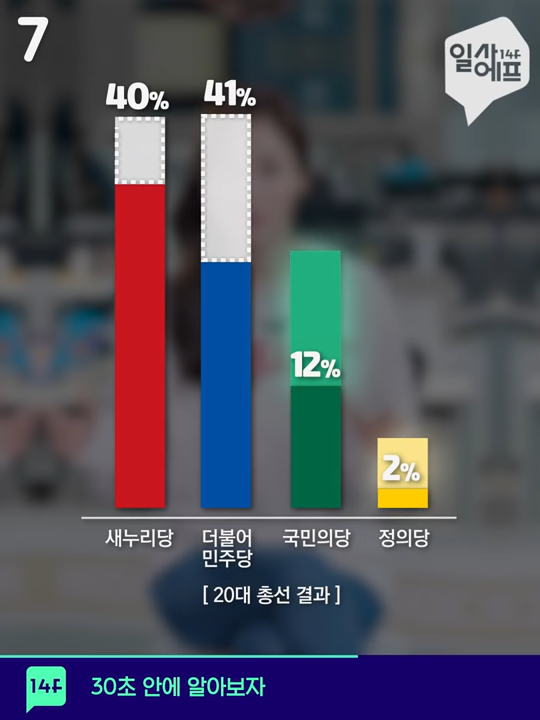 7
일사 14F
에프
40% 41%
12%
2%
새누리당 더불어 국민의당 정의당
민주당
[ 20대 총선 결과 ]
14F 30초 안에 알아보자